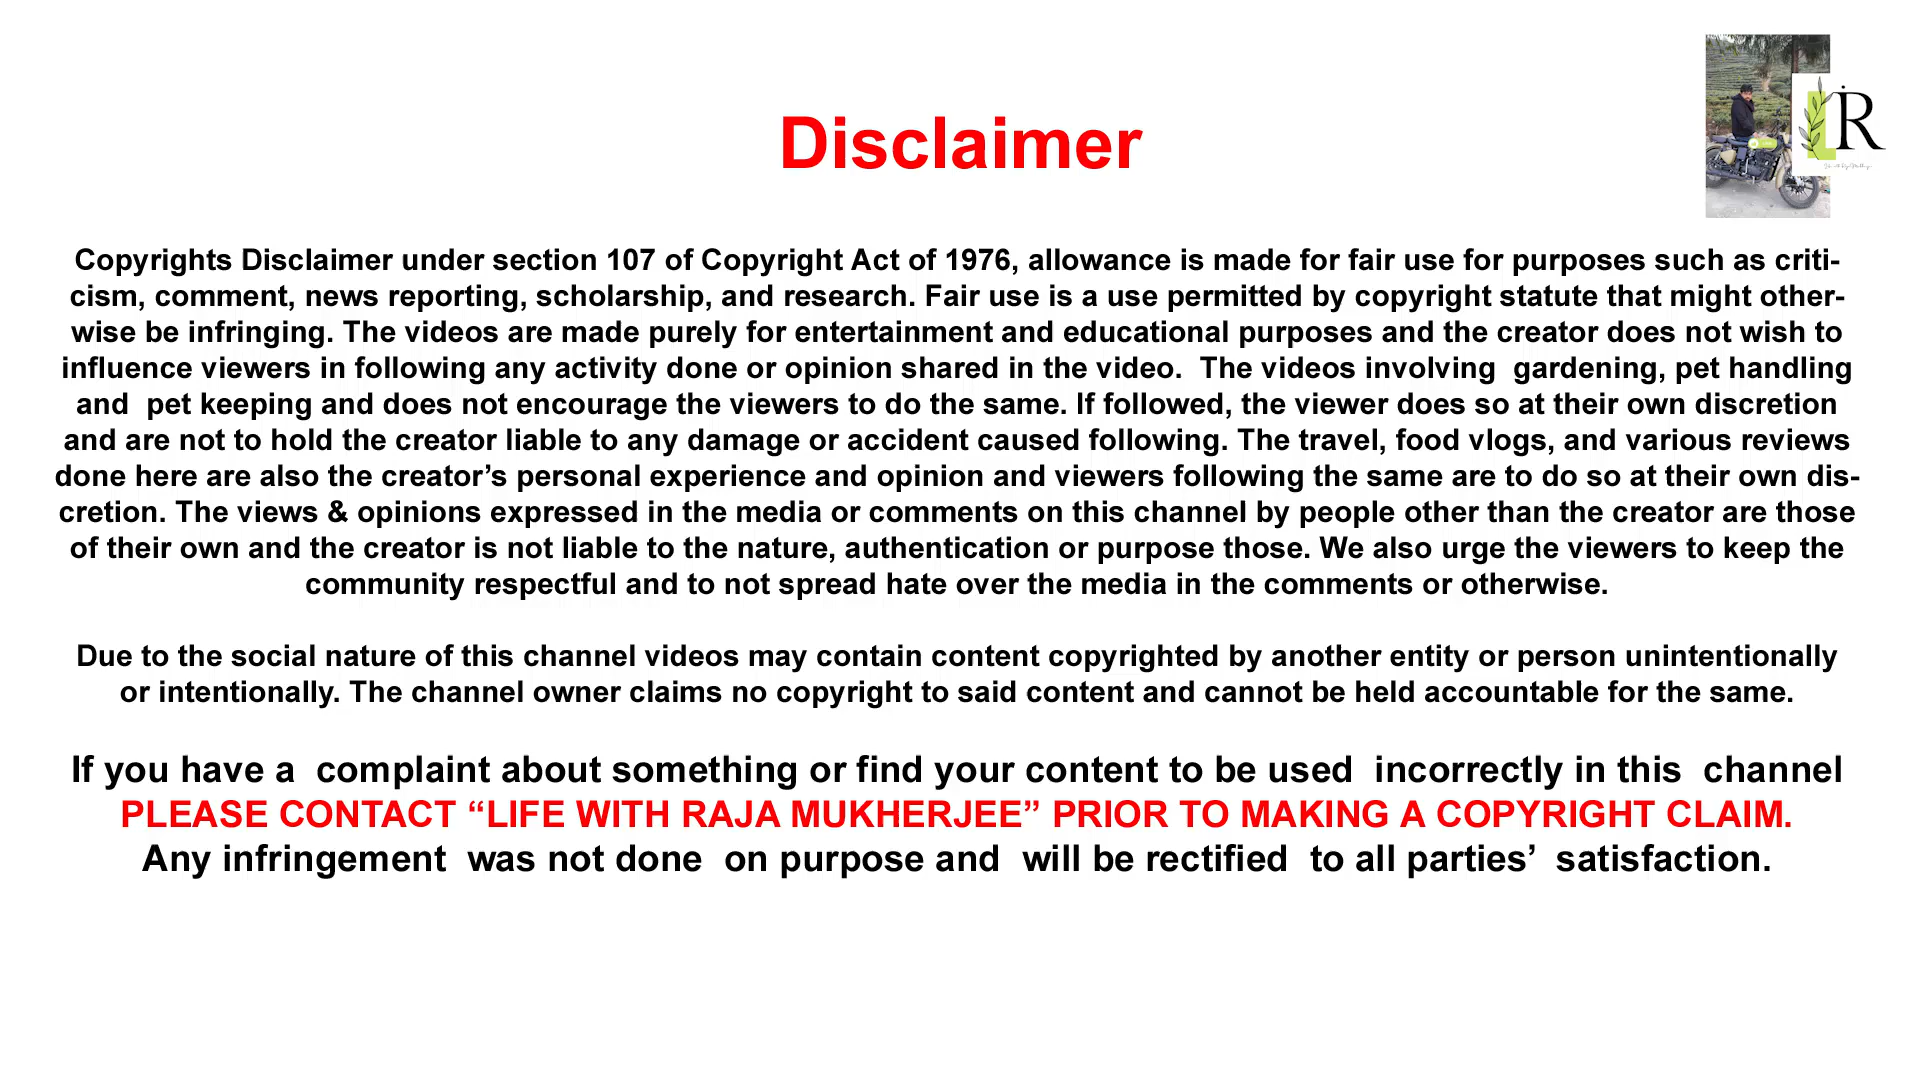 Disclaimer
R
Copyrights Disclaimer under section 107 of Copyright Act of 1976, allowance is made for fair use for purposes such as criti-
cism, comment, news reporting, scholarship, and research. Fair use is a use permitted by copyright statute that might other-
wise be infringing. The videos are made purely for entertainment and educational purposes and the creator does not wish to
influence viewers in following any activity done or opinion shared in the video.  The videos involving  gardening, pet handling
and  pet keeping and does not encourage the viewers to do the same. If followed, the viewer does so at their own discretion
and are not to hold the creator liable to any damage or accident caused following. The travel, food vlogs, and various reviews
done here are also the creator’s personal experience and opinion and viewers following the same are to do so at their own dis-
cretion. The views & opinions expressed in the media or comments on this channel by people other than the creator are those
of their own and the creator is not liable to the nature, authentication or purpose those. We also urge the viewers to keep the
community respectful and to not spread hate over the media in the comments or otherwise.
Due to the social nature of this channel videos may contain content copyrighted by another entity or person unintentionally
or intentionally. The channel owner claims no copyright to said content and cannot be held accountable for the same.
If you have a  complaint about something or find your content to be used  incorrectly in this  channel
PLEASE CONTACT “LIFE WITH RAJA MUKHERJEE” PRIOR TO MAKING A COPYRIGHT CLAIM.
Any infringement  was not done  on purpose and  will be rectified  to all parties’  satisfaction.